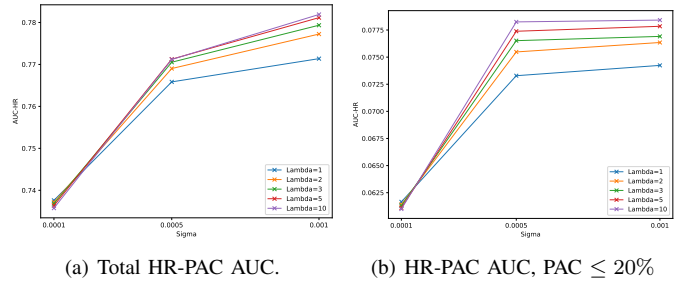 0.78
0.77
0.76
0.75
0.74
AUC-HR
0.0001
0.0005
0.001
Sigma
Lambda=1
Lambda=2
Lambda=3
Lambda=5
Lambda=10
(a) Total HR-PAC AUC.
0.0775
0.0750
0.0725
0.0700
0.0675
0.0650
0.0625
AUC-HR
0.0001
0.0005
0.001
Sigma
Lambda=1
Lambda=2
Lambda=3
Lambda=5
Lambda=10
(b) HR-PAC AUC, PAC ≤ 20%